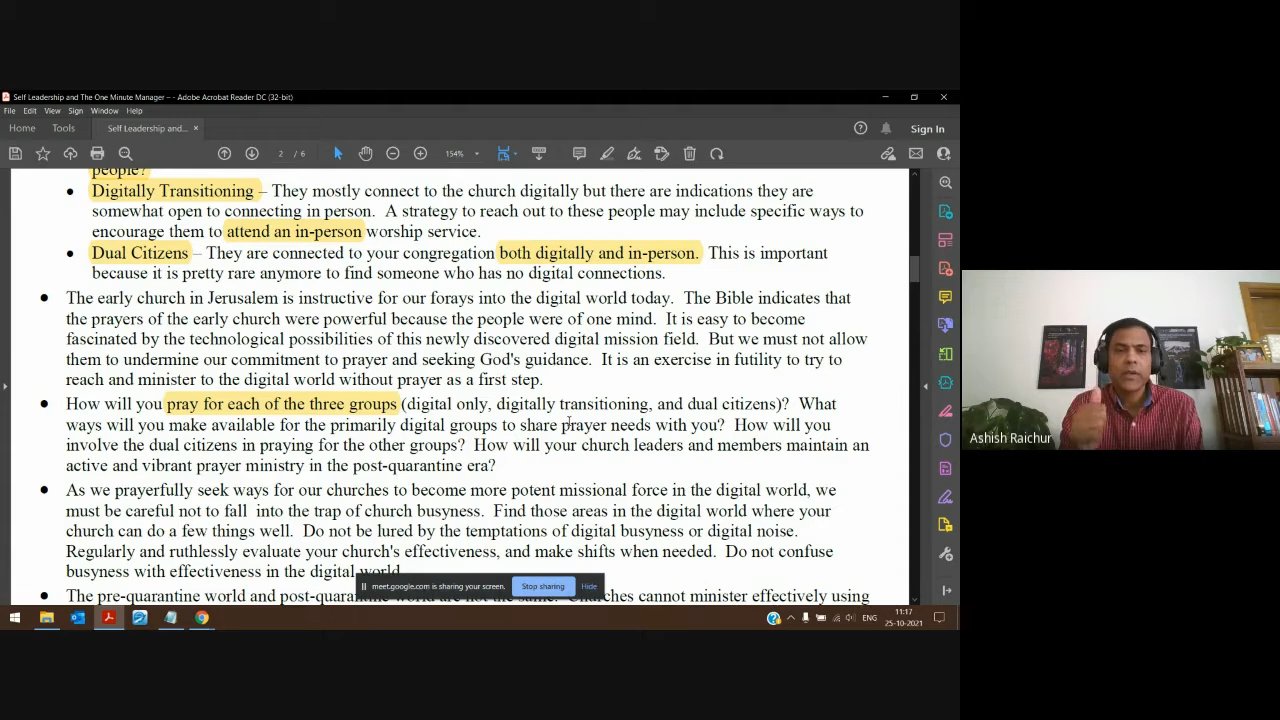 Self Leadership and The One Minute Manager – - Adobe Acrobat Reader DC (32-bit)
File Edit View Sign Window Help
Home Tools Self Leadership and... × Sign In
2 / 6 154%
people?
• Digitally Transitioning – They mostly connect to the church digitally but there are indications they are
somewhat open to connecting in person. A strategy to reach out to these people may include specific ways to
encourage them to attend an in-person worship service.
• Dual Citizens – They are connected to your congregation both digitally and in-person. This is important
because it is pretty rare anymore to find someone who has no digital connections.
• The early church in Jerusalem is instructive for our forays into the digital world today. The Bible indicates that
the prayers of the early church were powerful because the people were of one mind. It is easy to become
fascinated by the technological possibilities of this newly discovered digital mission field. But we must not allow
them to undermine our commitment to prayer and seeking God's guidance. It is an exercise in futility to try to
reach and minister to the digital world without prayer as a first step.
• How will you pray for each of the three groups (digital only, digitally transitioning, and dual citizens)? What
ways will you make available for the primarily digital groups to share prayer needs with you? How will you
involve the dual citizens in praying for the other groups? How will your church leaders and members maintain an
active and vibrant prayer ministry in the post-quarantine era?
• As we prayerfully seek ways for our churches to become more potent missional force in the digital world, we
must be careful not to fall into the trap of church busyness. Find those areas in the digital world where your
church can do a few things well. Do not be lured by the temptations of digital busyness or digital noise.
Regularly and ruthlessly evaluate your church's effectiveness, and make shifts when needed. Do not confuse
busyness with effectiveness in the digital world.
• The pre-quarantine world and post-quarantine world are not the same. Churches cannot minister effectively using
meet.google.com is sharing your screen. Stop sharing Hide
ENG 11:17
25-10-2021
Ashish Raichur